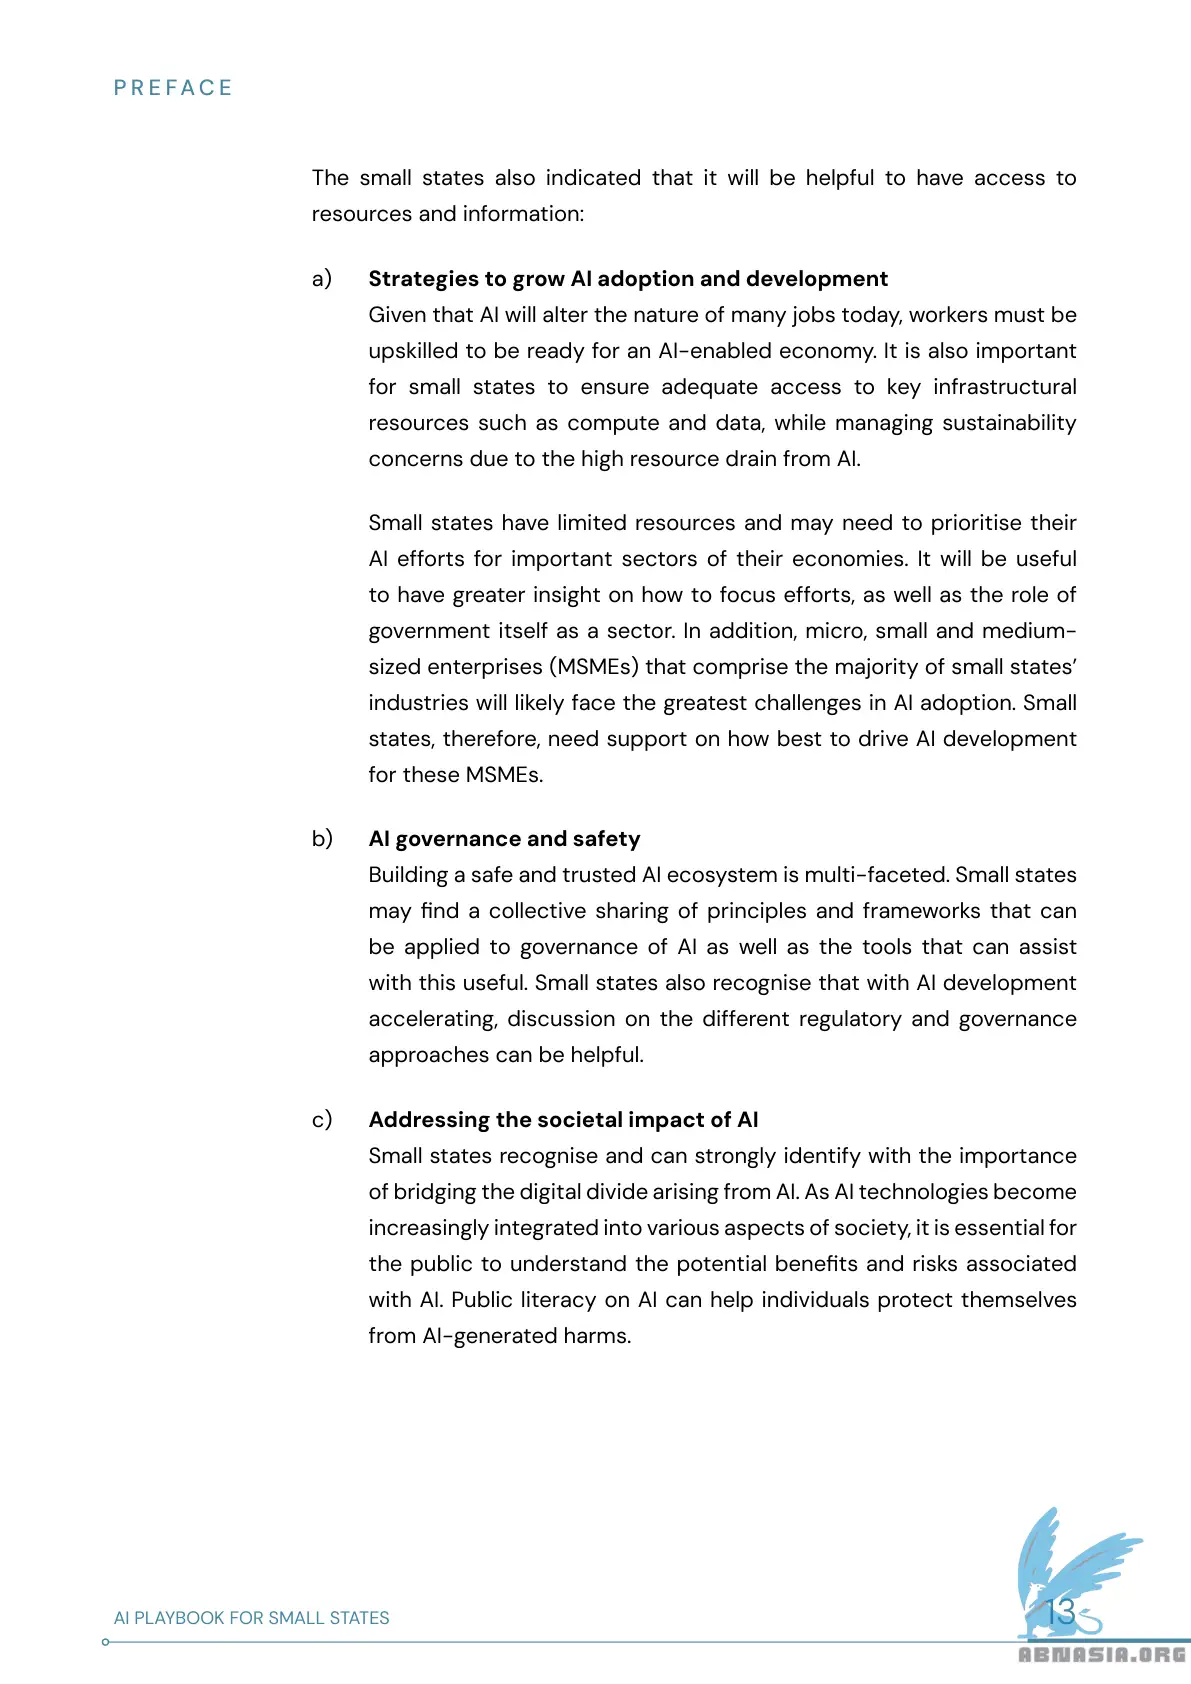 PREFACE
The small states also indicated that it will be helpful to have access to
resources and information:
a) Strategies to grow AI adoption and development
Given that AI will alter the nature of many jobs today, workers must be
upskilled to be ready for an AI-enabled economy. It is also important
for small states to ensure adequate access to key infrastructural
resources such as compute and data, while managing sustainability
concerns due to the high resource drain from AI.
Small states have limited resources and may need to prioritise their
AI efforts for important sectors of their economies. It will be useful
to have greater insight on how to focus efforts, as well as the role of
government itself as a sector. In addition, micro, small and medium-
sized enterprises (MSMEs) that comprise the majority of small states’
industries will likely face the greatest challenges in AI adoption. Small
states, therefore, need support on how best to drive AI development
for these MSMEs.
b) AI governance and safety
Building a safe and trusted AI ecosystem is multi-faceted. Small states
may find a collective sharing of principles and frameworks that can
be applied to governance of AI as well as the tools that can assist
with this useful. Small states also recognise that with AI development
accelerating, discussion on the different regulatory and governance
approaches can be helpful.
c) Addressing the societal impact of AI
Small states recognise and can strongly identify with the importance
of bridging the digital divide arising from AI. As AI technologies become
increasingly integrated into various aspects of society, it is essential for
the public to understand the potential benefits and risks associated
with AI. Public literacy on AI can help individuals protect themselves
from AI-generated harms.
AI PLAYBOOK FOR SMALL STATES
13
ABNASIA.ORG